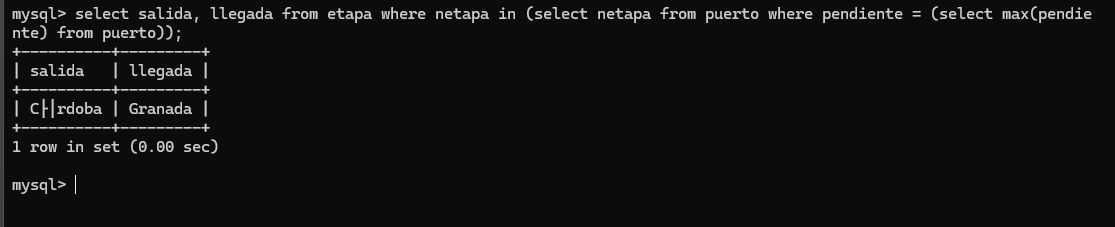 mysql> select salida, llegada from etapa where netapa in (select netapa from puerto where pendiente = (select max(pendie
nte) from puerto));
+----------+---------+
| salida   | llegada |
+----------+---------+
| C├│rdoba | Granada |
+----------+---------+
1 row in set (0.00 sec)
mysql>